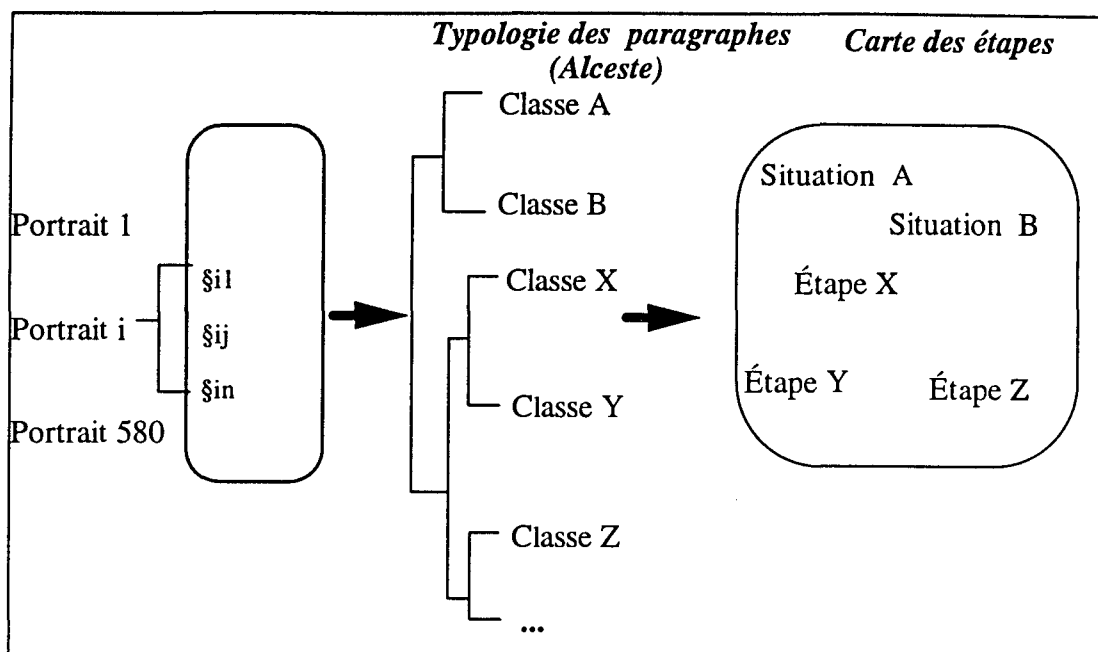 Typologie des paragraphes
(Alceste)
Carte des étapes
Portrait 1
Portrait i
Portrait 580
§i1
§ij
§in
Classe A
Classe B
Classe X
Classe Y
Classe Z
...
Situation A
Situation B
Étape X
Étape Y
Étape Z